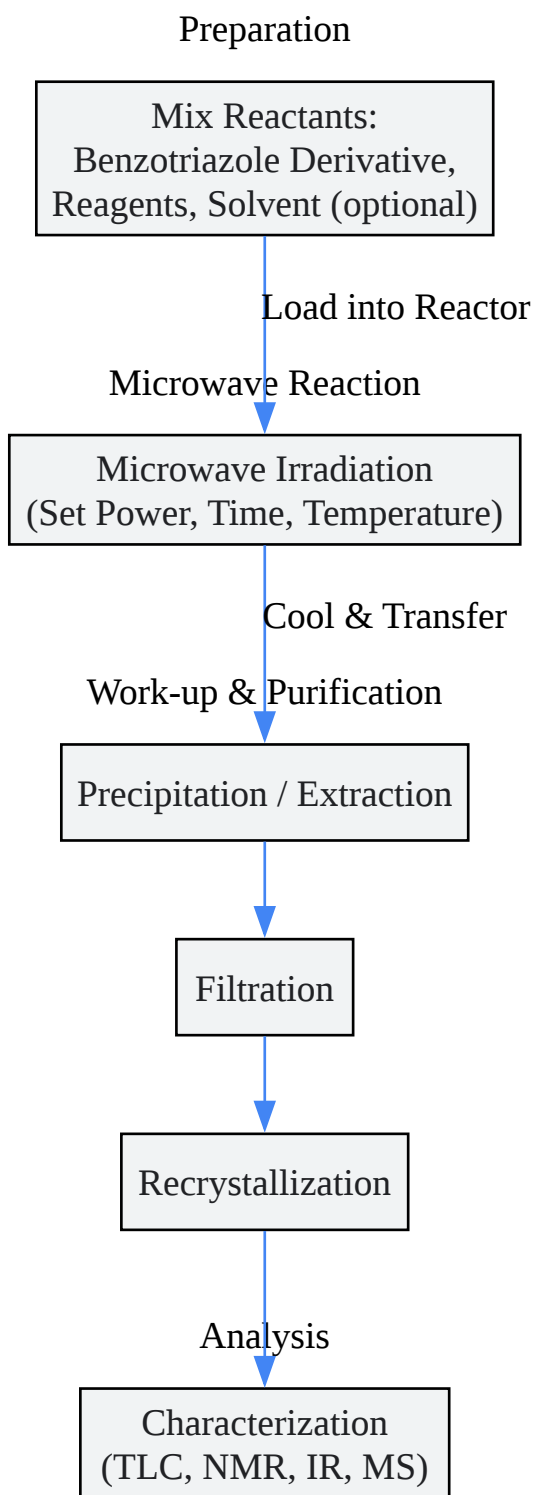 Preparation
Mix Reactants:
Benzotriazole Derivative,
Reagents, Solvent (optional)
Load into Reactor
Microwave Reaction
Microwave Irradiation
(Set Power, Time, Temperature)
Cool & Transfer
Work-up & Purification
Precipitation / Extraction
Filtration
Recrystallization
Analysis
Characterization
(TLC, NMR, IR, MS)